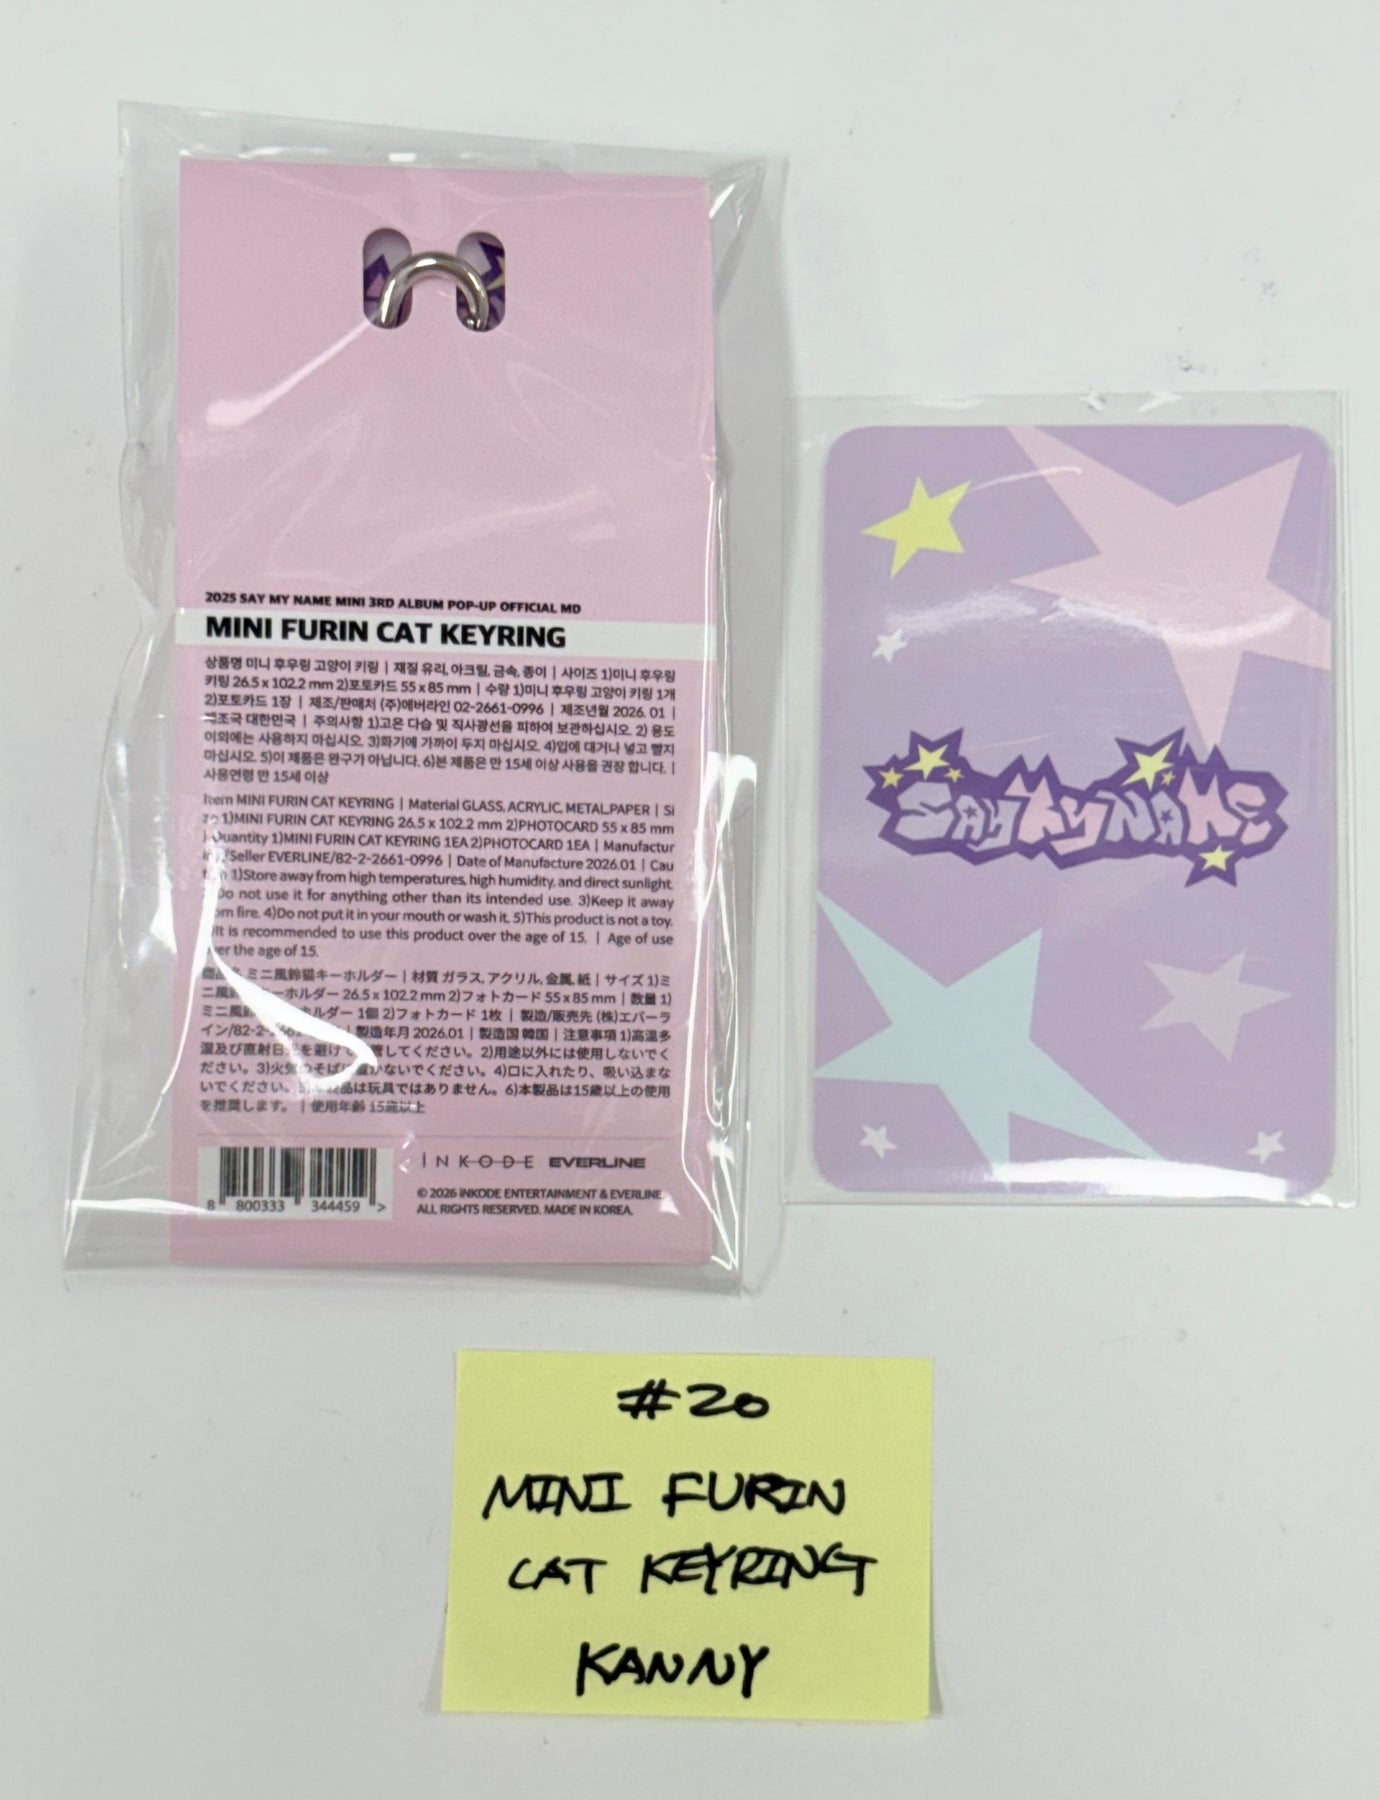 2025 SAY MY NAME MINI 3RD ALBUM POP-UP OFFICIAL MD
MINI FURIN CAT KEYRING
상품명 미니 후우링 고양이 키링 | 재질 유리, 아크릴, 금속, 종이 | 사이즈 1)미니 후우링
키링 26.5 x 102.2 mm 2)포토카드 55 x 85 mm | 수량 1)미니 후우링 고양이 키링 1개
2)포토카드 1장 | 제조/판매처 (주)에버라인 02-2661-0996 | 제조년월 2026. 01 |
제조국 대한민국 | 주의사항 1)고온 다습 및 직사광선을 피하여 보관하십시오. 2) 용도
이외에는 사용하지 마십시오. 3)화기에 가까이 두지 마십시오. 4)입에 대거나 넣고 빨지
마십시오. 5)이 제품은 완구가 아닙니다. 6)본 제품은 만 15세 이상 사용을 권장 합니다. |
사용연령 만 15세 이상
Item MINI FURIN CAT KEYRING | Material GLASS, ACRYLIC, METAL,PAPER | Si
ze 1)MINI FURIN CAT KEYRING 26.5 x 102.2 mm 2)PHOTOCARD 55 x 85 mm
| Quantity 1)MINI FURIN CAT KEYRING 1EA 2)PHOTOCARD 1EA | Manufactur
/Seller EVERLINE/82-2-2661-0996 | Date of Manufacture 2026.01 | Cau
1)Store away from high temperatures, high humidity, and direct sunlight.
Do not use it for anything other than its intended use. 3)Keep it away
from fire. 4)Do not put it in your mouth or wash it. 5)This product is not a toy.
It is recommended to use this product over the age of 15. | Age of use
over the age of 15.
商品名 ミニ風鈴猫キーホルダー | 材質 ガラス, アクリル, 金属, 紙 | サイズ 1)ミ
ニ風鈴 ーホルダー 26.5 x 102.2 mm 2)フォトカード 55 x 85 mm | 数量 1)
ミニ風鈴 ホルダー 1個 2)フォトカード 1枚 | 製造/販売先 (株)エバーラ
イン/82-2-2661- | 製造年月 2026.01 | 製造国 韓国 | 注意事項 1)高温多
湿及び直射日光を避けて してください。2)用途以外には使用しないでく
ださい。3)火気のそばに かないでください。4)口に入れたり、吸い込まな
いでください。 品は玩具ではありません。6)本製品は15歳以上の使用
を推奨します。 | 使用年齢 15歳以上
iNKODE EVERLINE
8 800333 344459 >
© 2026 iNKODE ENTERTAINMENT & EVERLINE.
ALL RIGHTS RESERVED. MADE IN KOREA.
SAY MY NAME
#20
MINI FURIN
CAT KEYRING
KANNY